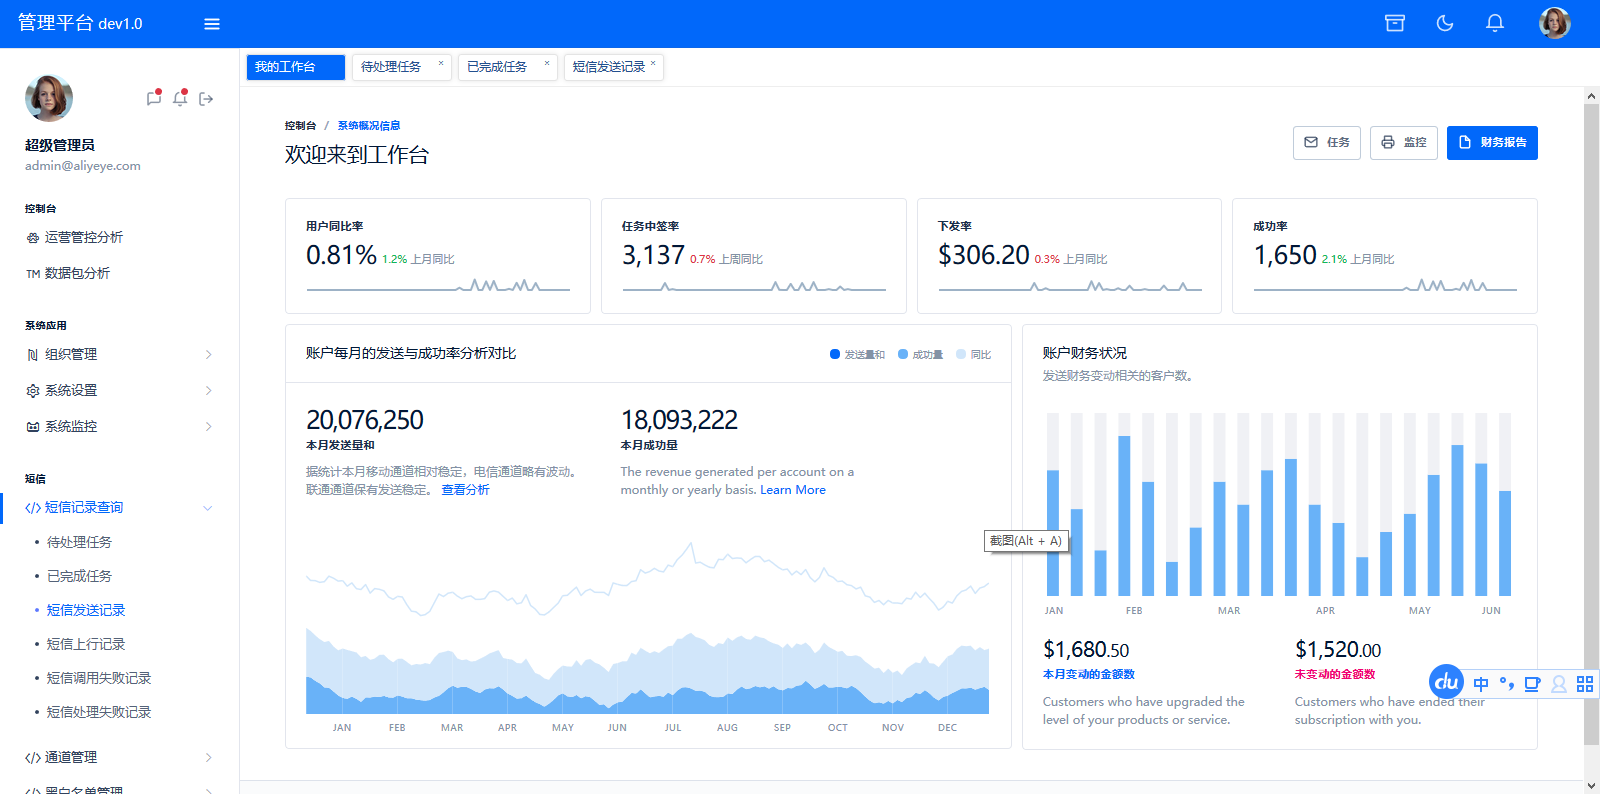 管理平台 dev1.0
我的工作台
待处理任务 ×
已完成任务 ×
短信发送记录 ×
超级管理员
admin@aliyeye.com
控制台
运营管控分析
TM 数据包分析
系统应用
组织管理
系统设置
系统监控
短信
</> 短信记录查询
• 待处理任务
• 已完成任务
• 短信发送记录
• 短信上行记录
• 短信调用失败记录
• 短信处理失败记录
</> 通道管理
</> 黑白名单管理
控制台 / 系统概况信息
欢迎来到工作台
任务
监控
财务报告
用户同比率
0.81% 1.2% 上月同比
任务中签率
3,137 0.7% 上周同比
下发率
$306.20 0.3% 上月同比
成功率
1,650 2.1% 上月同比
账户每月的发送与成功率分析对比
发送量和 成功量 同比
20,076,250
本月发送量和
据统计本月移动通道相对稳定，电信通道略有波动。
联通通道保有发送稳定。 查看分析
18,093,222
本月成功量
The revenue generated per account on a
monthly or yearly basis. Learn More
JAN FEB MAR APR MAY JUN JUL AUG SEP OCT NOV DEC
账户财务状况
发送财务变动相关的客户数。
截图(Alt + A)
JAN FEB MAR APR MAY JUN
$1,680.50
本月变动的金额数
Customers who have upgraded the
level of your products or service.
$1,520.00
未变动的金额数
Customers who have ended their
subscription with you.
du 中 °，